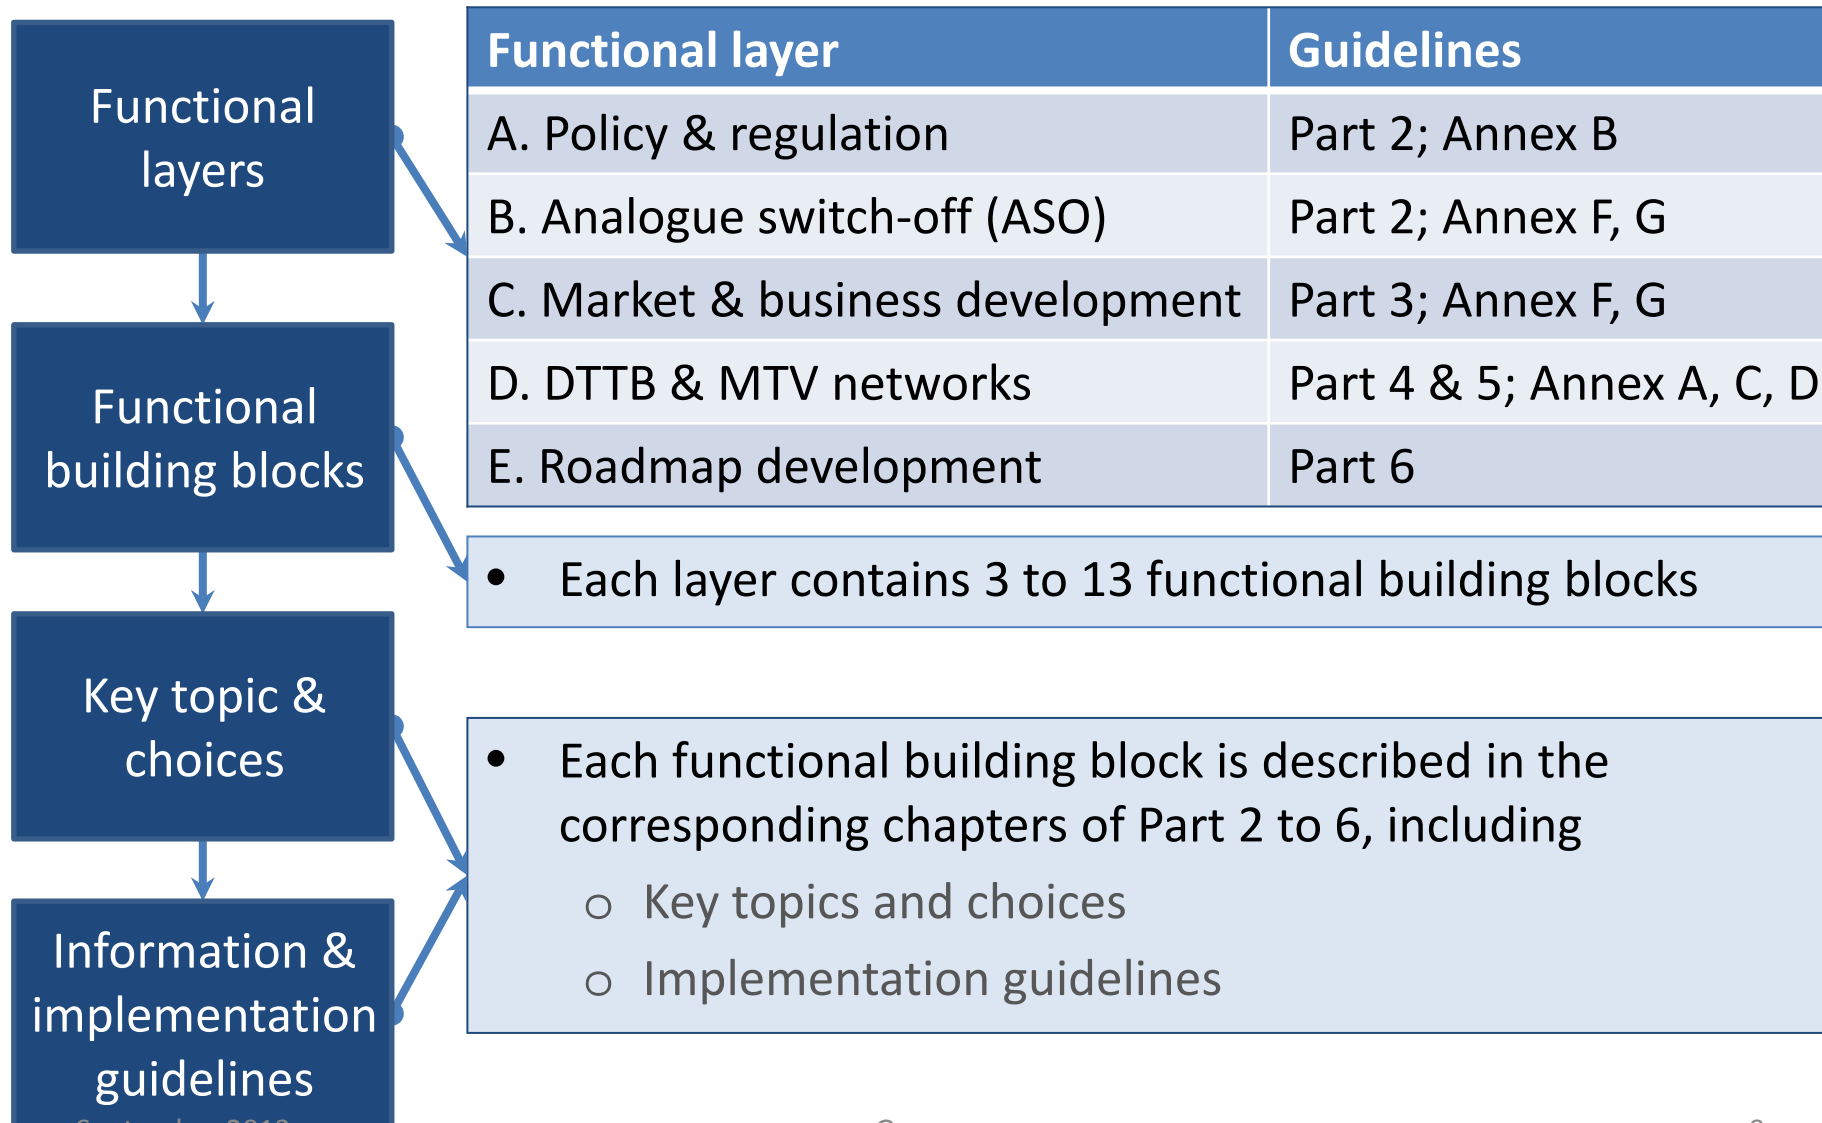 Functional
layers
Functional
building blocks
Key topic &
choices
Information &
implementation
guidelines
Functional layer Guidelines
A. Policy & regulation Part 2; Annex B
B. Analogue switch-off (ASO) Part 2; Annex F, G
C. Market & business development Part 3; Annex F, G
D. DTTB & MTV networks Part 4 & 5; Annex A, C, D
E. Roadmap development Part 6
• Each layer contains 3 to 13 functional building blocks
• Each functional building block is described in the
corresponding chapters of Part 2 to 6, including
o Key topics and choices
o Implementation guidelines